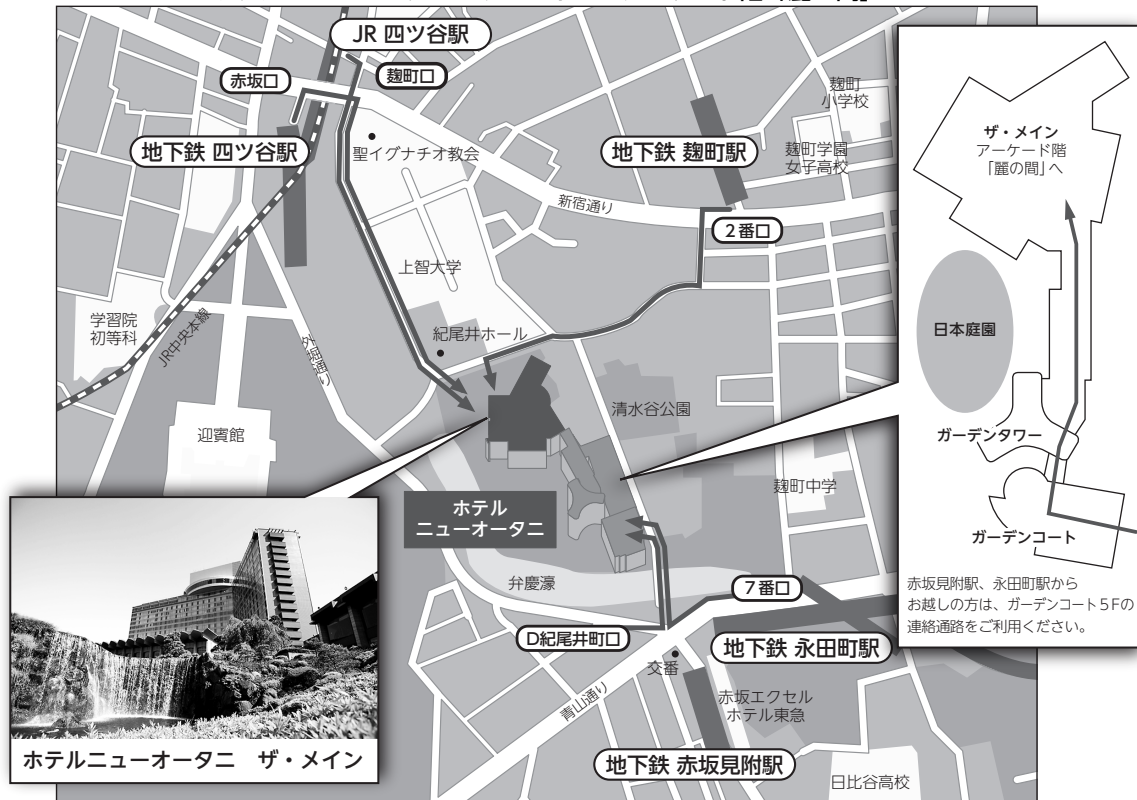 JR 四ツ谷駅
赤坂口
麹町口
地下鉄 四ツ谷駅
聖イグナチオ教会
地下鉄 麹町駅
麹町
小学校
麹町学園
女子高校
新宿通り
2番口
上智大学
学習院
初等科
JR中央本線
外堀通り
紀尾井ホール
迎賓館
清水谷公園
麹町中学
ホテル
ニューオータニ
弁慶濠
7番口
D紀尾井町口
地下鉄 永田町駅
交番
青山通り
赤坂エクセル
ホテル東急
地下鉄 赤坂見附駅
日比谷高校
ホテルニューオータニ ザ・メイン
ザ・メイン
アーケード階
「麗の間」へ
日本庭園
ガーデンタワー
ガーデンコート
赤坂見附駅、永田町駅から
お越しの方は、ガーデンコート5Fの
連絡通路をご利用ください。